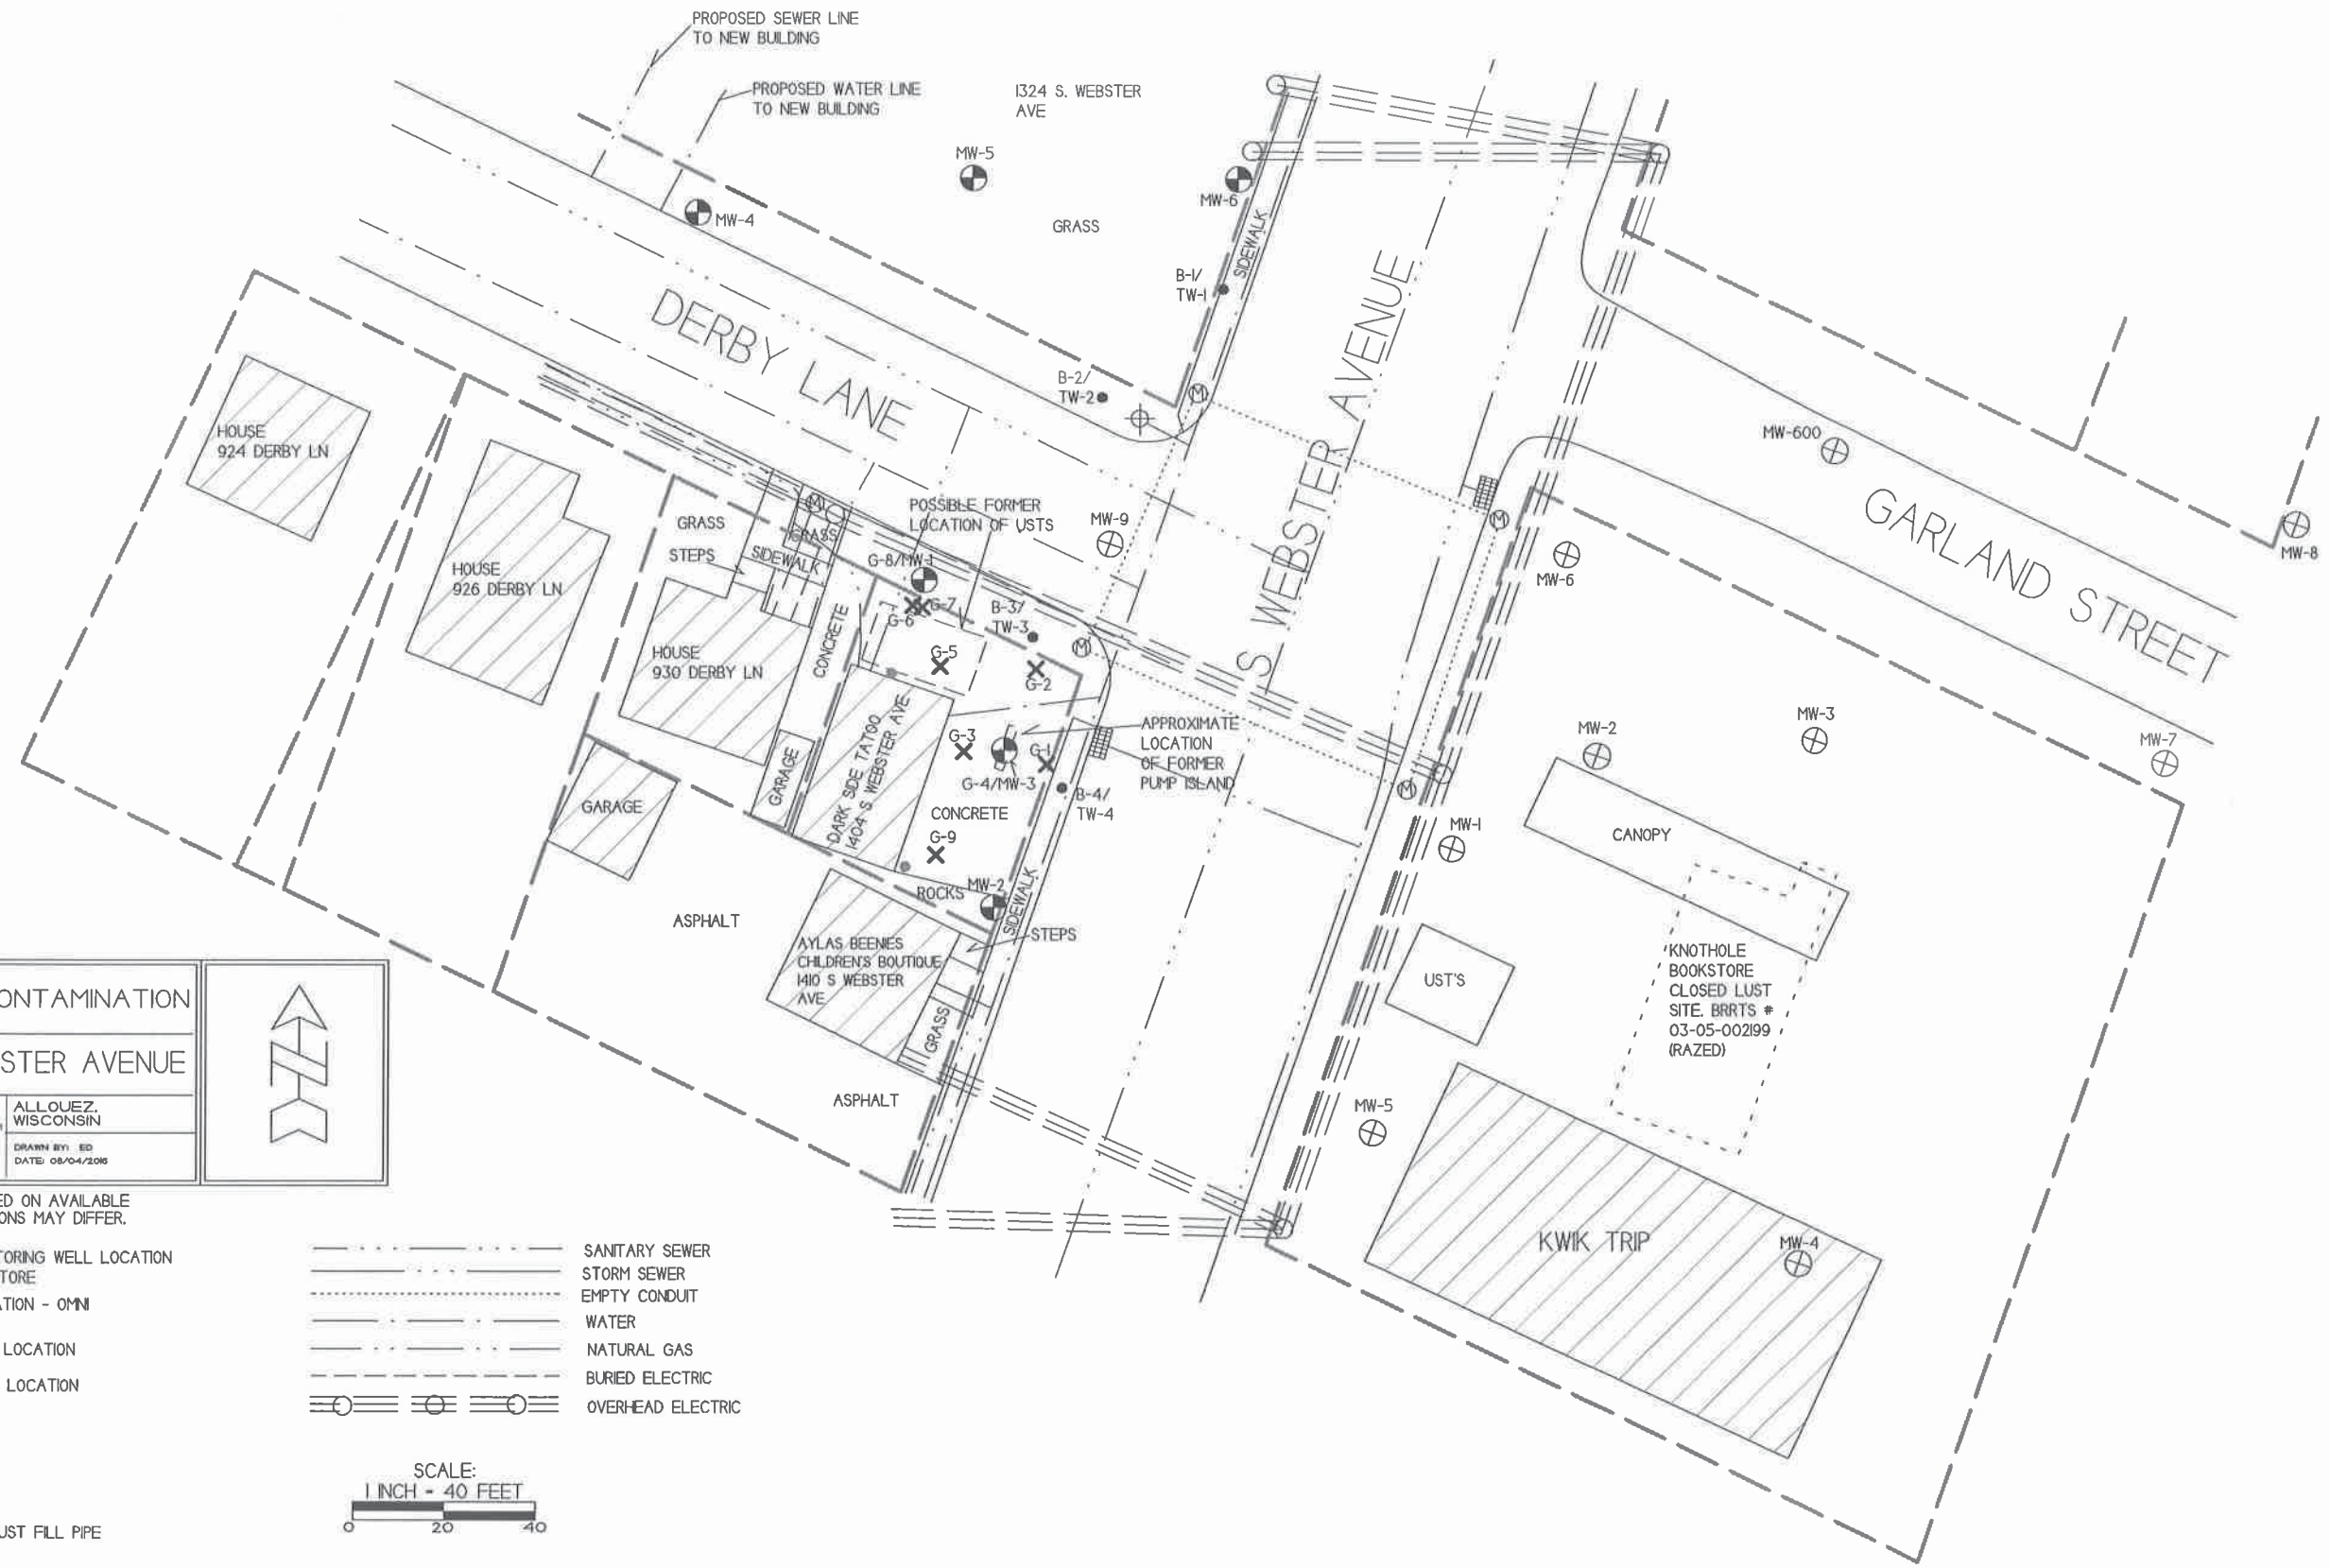 PROPOSED SEWER LINE
TO NEW BUILDING
PROPOSED WATER LINE
TO NEW BUILDING
1324 S. WEBSTER
AVE
MW-5
MW-4
MW-6
GRASS
SIDEWALK
B-1/
TW-1
DERBY LANE
B-2/
TW-2
M
S WEBSTER AVENUE
MW-600
GARLAND STREET
MW-8
HOUSE
924 DERBY LN
HOUSE
926 DERBY LN
GRASS
STEPS
SIDEWALK
GRASS
M
POSSIBLE FORMER
LOCATION OF USTS
MW-9
M
MW-6
G-8/MW-1
G-7
G-6
B-3/
TW-3
M
CONCRETE
HOUSE
930 DERBY LN
G-5
G-2
APPROXIMATE
LOCATION
OF FORMER
PUMP ISLAND
DARK SIDE TATOO
1404 S WEBSTER AVE
G-3
G-1
G-4/MW-3
B-4/
TW-4
CONCRETE
GARAGE
GARAGE
G-9
M
MW-1
MW-2
MW-3
MW-7
CANOPY
ROCKS
MW-2
SIDEWALK
STEPS
ASPHALT
AYLAS BEENES
CHILDREN'S BOUTIQUE
1410 S WEBSTER
AVE
GRASS
ASPHALT
UST'S
KNOTHOLE
BOOKSTORE
CLOSED LUST
SITE. BRRTS #
03-05-002199
(RAZED)
MW-5
KWIK TRIP
MW-4
ONTAMINATION
STER AVENUE
ALLOUEZ,
WISCONSIN
DRAWN BY: ED
DATE: 08/04/2016
N
ED ON AVAILABLE
ONS MAY DIFFER.
TORING WELL LOCATION
TORE
ATION - OMNI
LOCATION
LOCATION
UST FILL PIPE
SANITARY SEWER
STORM SEWER
EMPTY CONDUIT
WATER
NATURAL GAS
BURIED ELECTRIC
OVERHEAD ELECTRIC
SCALE:
1 INCH = 40 FEET
0 20 40